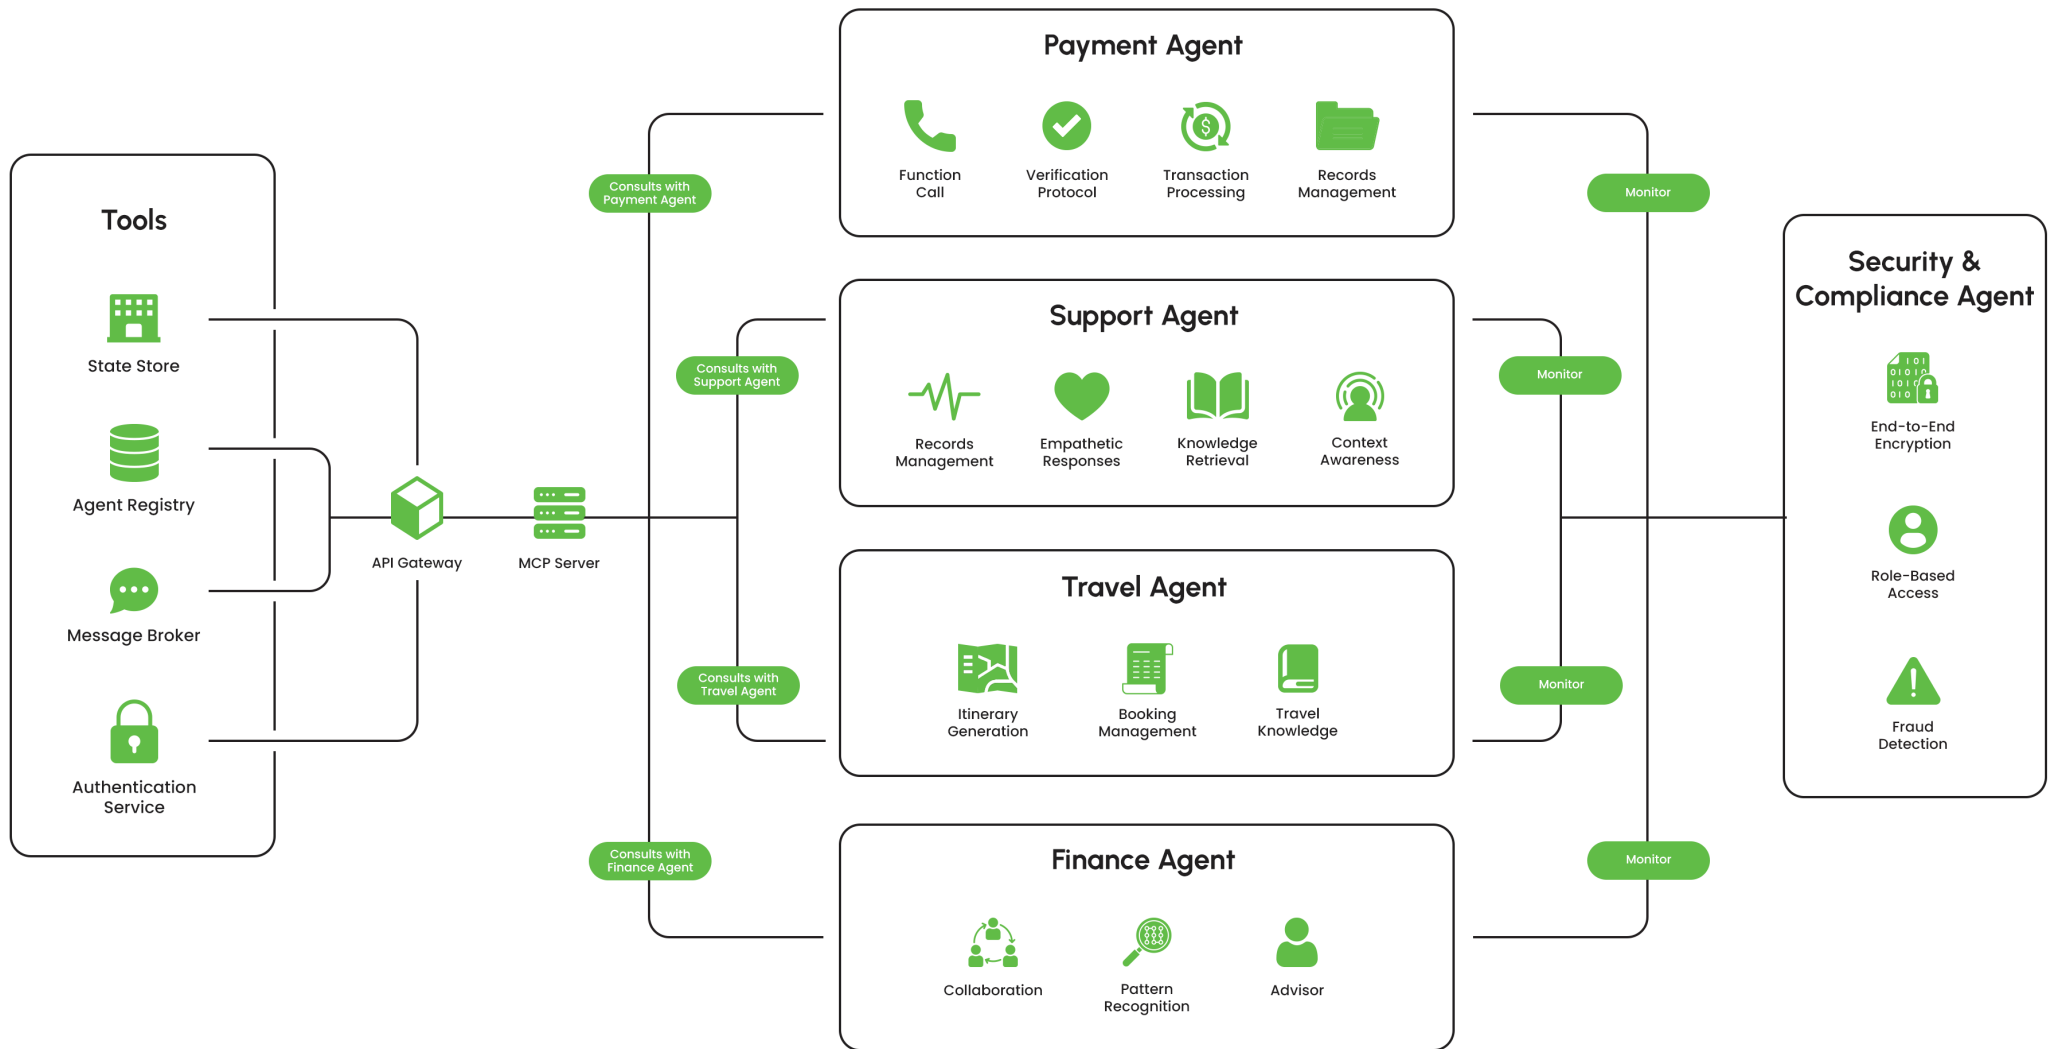 Tools
State Store
Agent Registry
Message Broker
Authentication
Service
API Gateway
MCP Server
Consults with
Payment Agent
Consults with
Support Agent
Consults with
Travel Agent
Consults with
Finance Agent
Payment Agent
Function
Call
Verification
Protocol
Transaction
Processing
Records
Management
Support Agent
Records
Management
Empathetic
Responses
Knowledge
Retrieval
Context
Awareness
Travel Agent
Itinerary
Generation
Booking
Management
Travel
Knowledge
Finance Agent
Collaboration
Pattern
Recognition
Advisor
Monitor
Monitor
Monitor
Monitor
Security &
Compliance Agent
End-to-End
Encryption
Role-Based
Access
Fraud
Detection